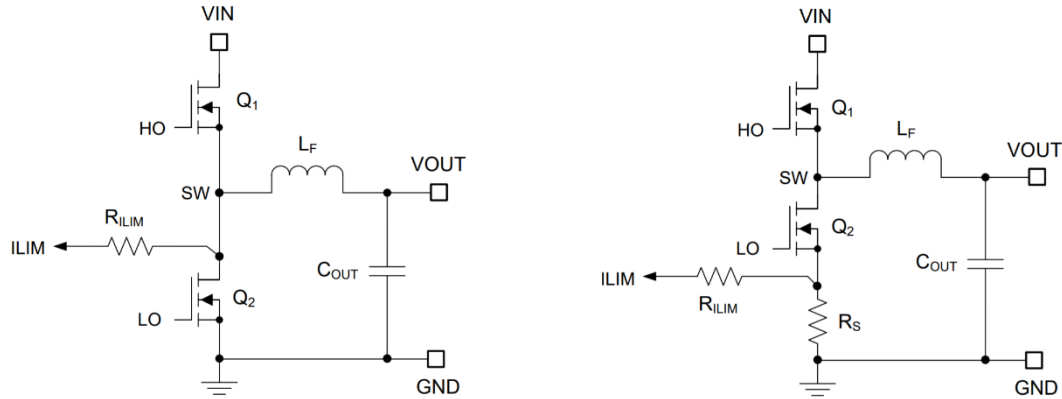 VIN
Q1
HO
LF
VOUT
SW
RILIM
ILIM
COUT
Q2
LO
GND
VIN
Q1
HO
LF
VOUT
SW
Q2
LO
COUT
ILIM
RILIM
RS
GND